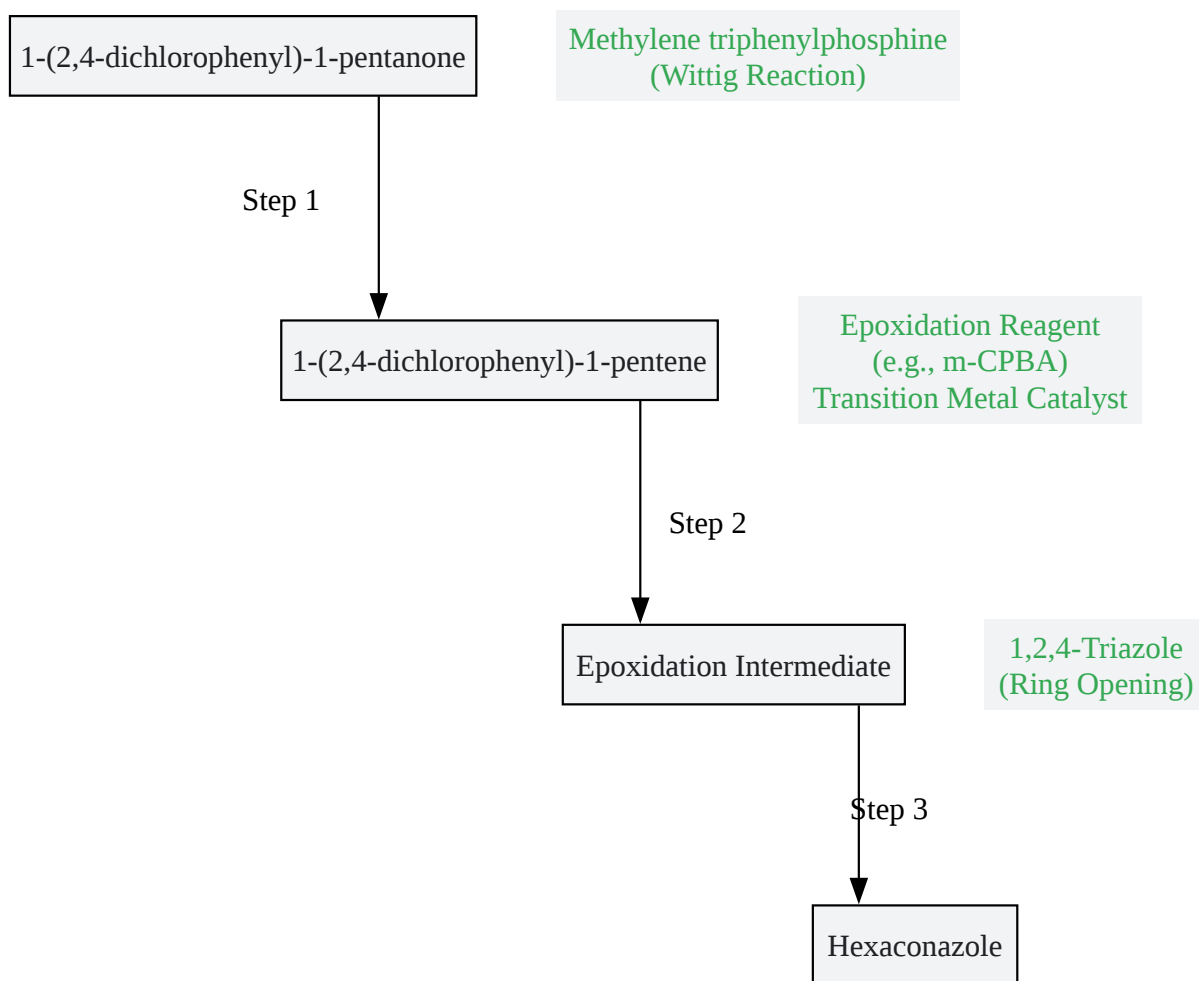 1-(2,4-dichlorophenyl)-1-pentanone
Methylene triphenylphosphine
(Wittig Reaction)
Step 1
1-(2,4-dichlorophenyl)-1-pentene
Epoxidation Reagent
(e.g., m-CPBA)
Transition Metal Catalyst
Step 2
Epoxidation Intermediate
1,2,4-Triazole
(Ring Opening)
Step 3
Hexaconazole